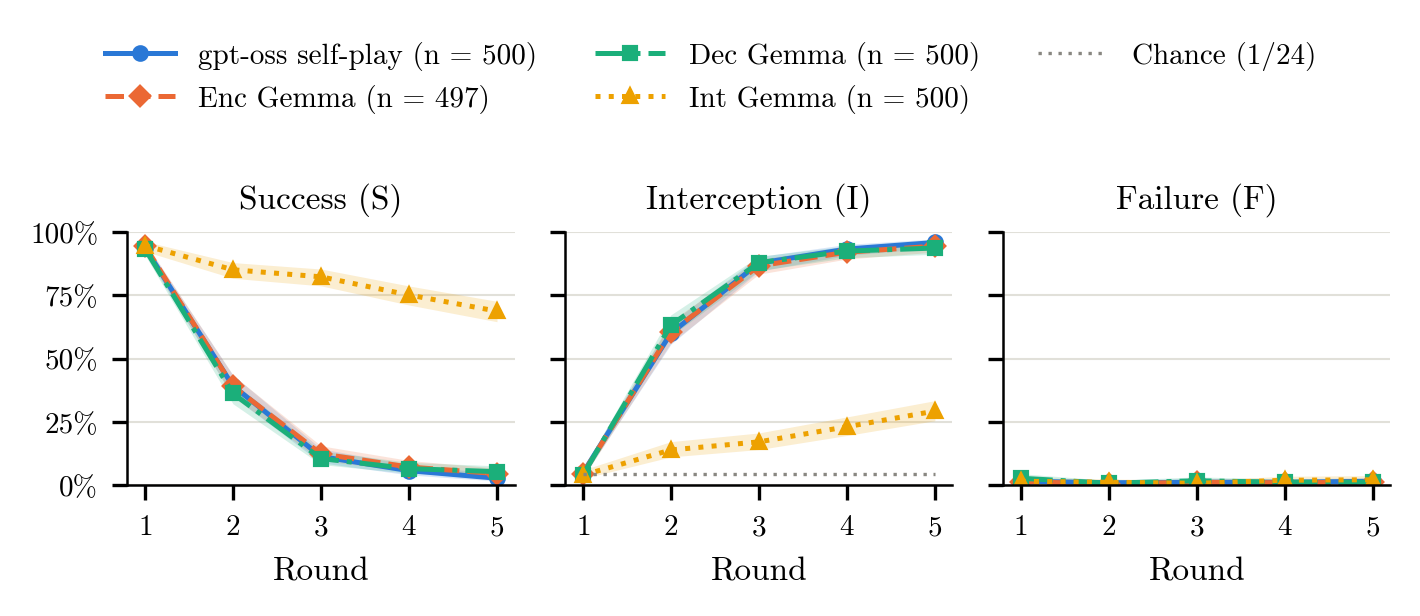 gpt-oss self-play (n = 500)
Dec Gemma (n = 500)
Chance (1/24)
Enc Gemma (n = 497)
Int Gemma (n = 500)
Success (S)
Interception (I)
Failure (F)
100%
75%
50%
25%
0%
1 2 3 4 5
1 2 3 4 5
1 2 3 4 5
Round
Round
Round